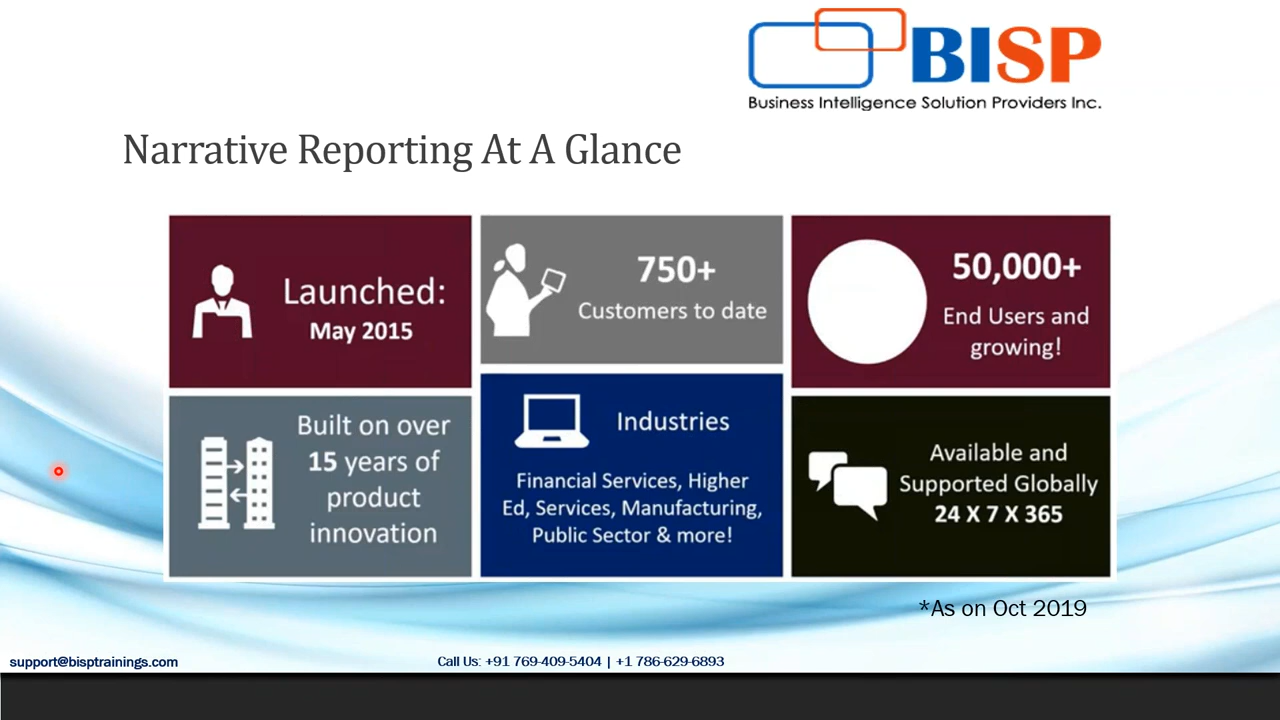 BISP
Business Intelligence Solution Providers Inc.
Narrative Reporting At A Glance
Launched:
May 2015
750+
Customers to date
50,000+
End Users and
growing!
Built on over
15 years of
product
innovation
Industries
Financial Services, Higher
Ed, Services, Manufacturing,
Public Sector & more!
Available and
Supported Globally
24 X 7 X 365
*As on Oct 2019
support@bisptrainings.com
Call Us: +91 769-409-5404 | +1 786-629-6893